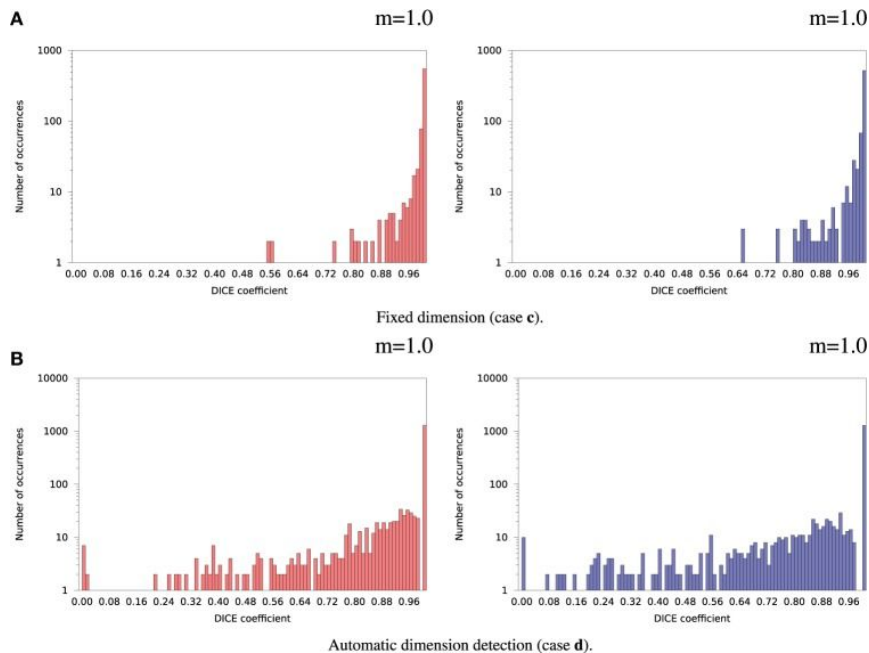 A
m=1.0
m=1.0
Number of occurrences
1000
100
10
1
0.00 0.08 0.16 0.24 0.32 0.40 0.48 0.56 0.64 0.72 0.80 0.88 0.96
DICE coefficient
Number of occurrences
1000
100
10
1
0.00 0.08 0.16 0.24 0.32 0.40 0.48 0.56 0.64 0.72 0.80 0.88 0.96
DICE coefficient
Fixed dimension (case c).
B
m=1.0
m=1.0
Number of occurrences
10000
1000
100
10
1
0.00 0.08 0.16 0.24 0.32 0.40 0.48 0.56 0.64 0.72 0.80 0.88 0.96
DICE coefficient
Number of occurrences
10000
1000
100
10
1
0.00 0.08 0.16 0.24 0.32 0.40 0.48 0.56 0.64 0.72 0.80 0.88 0.96
DICE coefficient
Automatic dimension detection (case d).